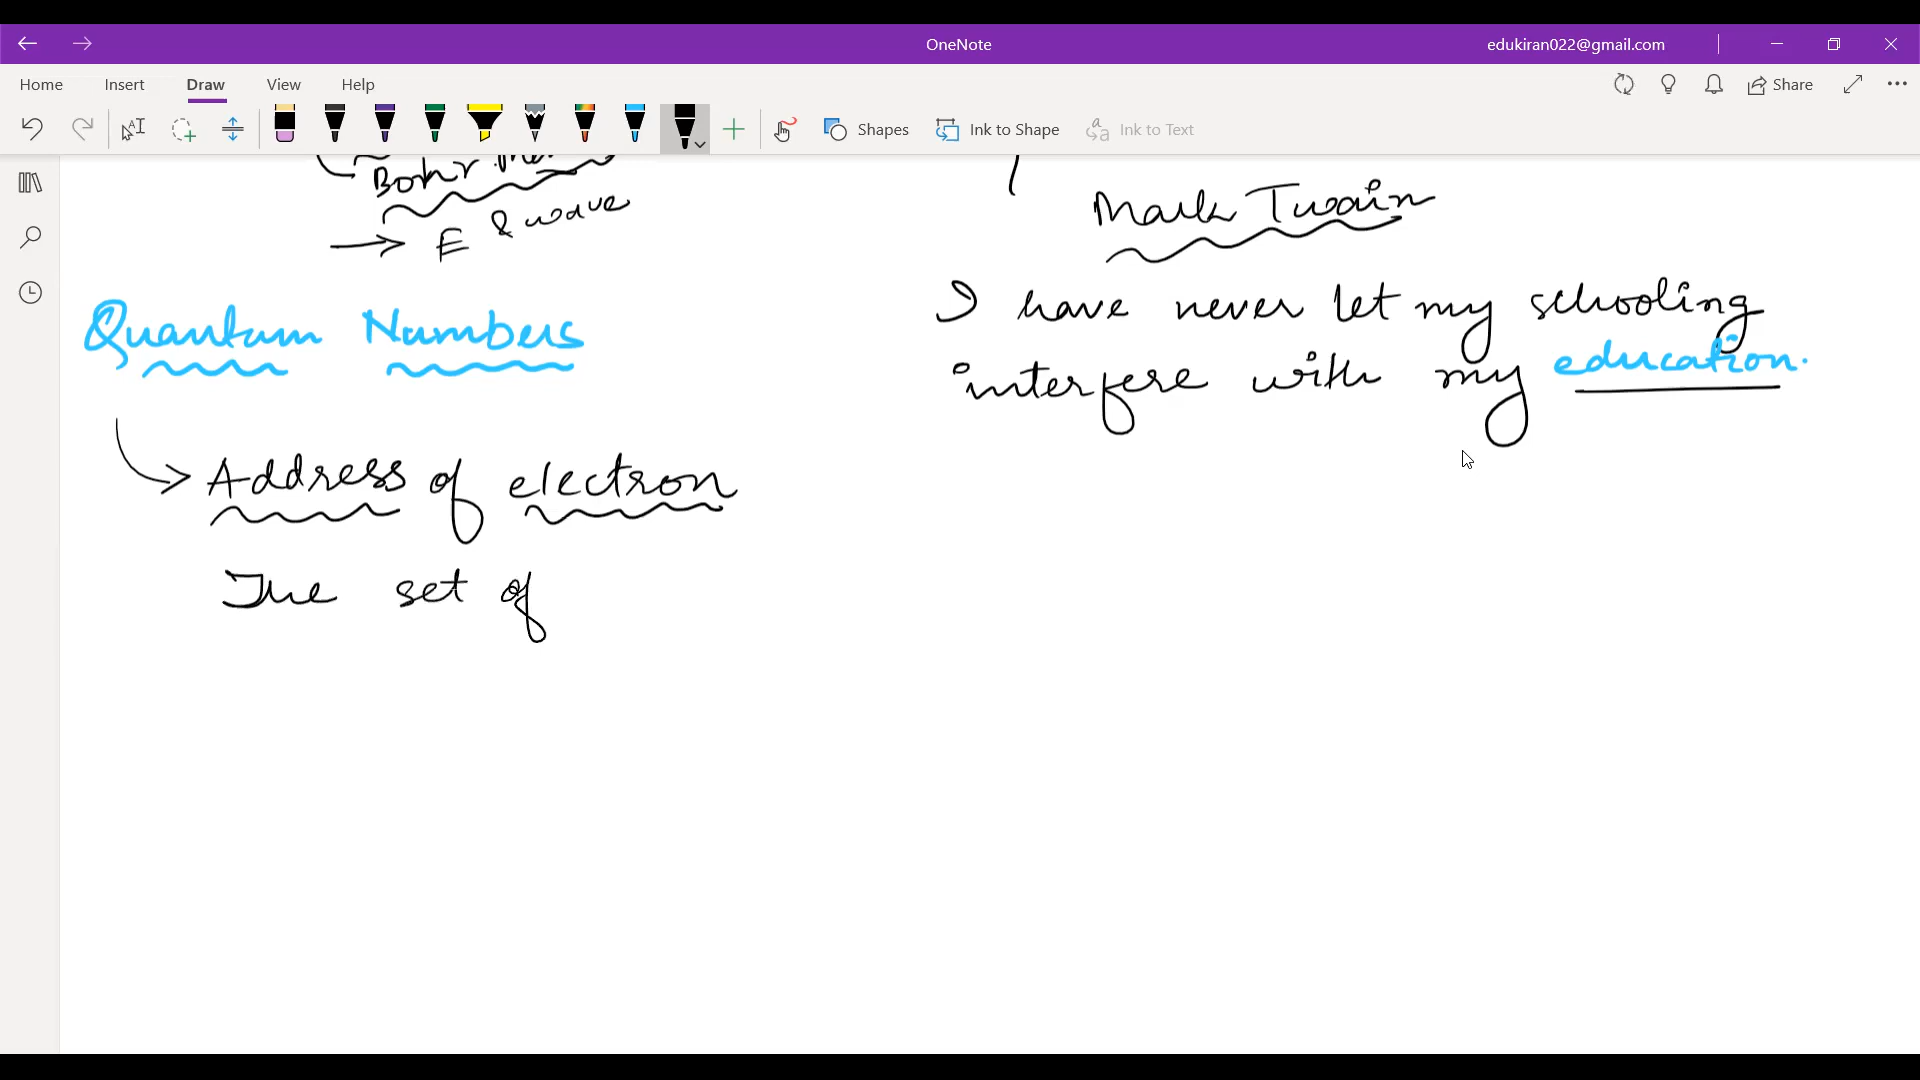 OneNote
edukiran022@gmail.com
Home Insert Draw View Help
Share
Shapes Ink to Shape Ink to Text
Bohr
E & wave
Quantum Numbers
Address of electron
The set of
Mark Twain
I have never let my schooling
interfere with my education.